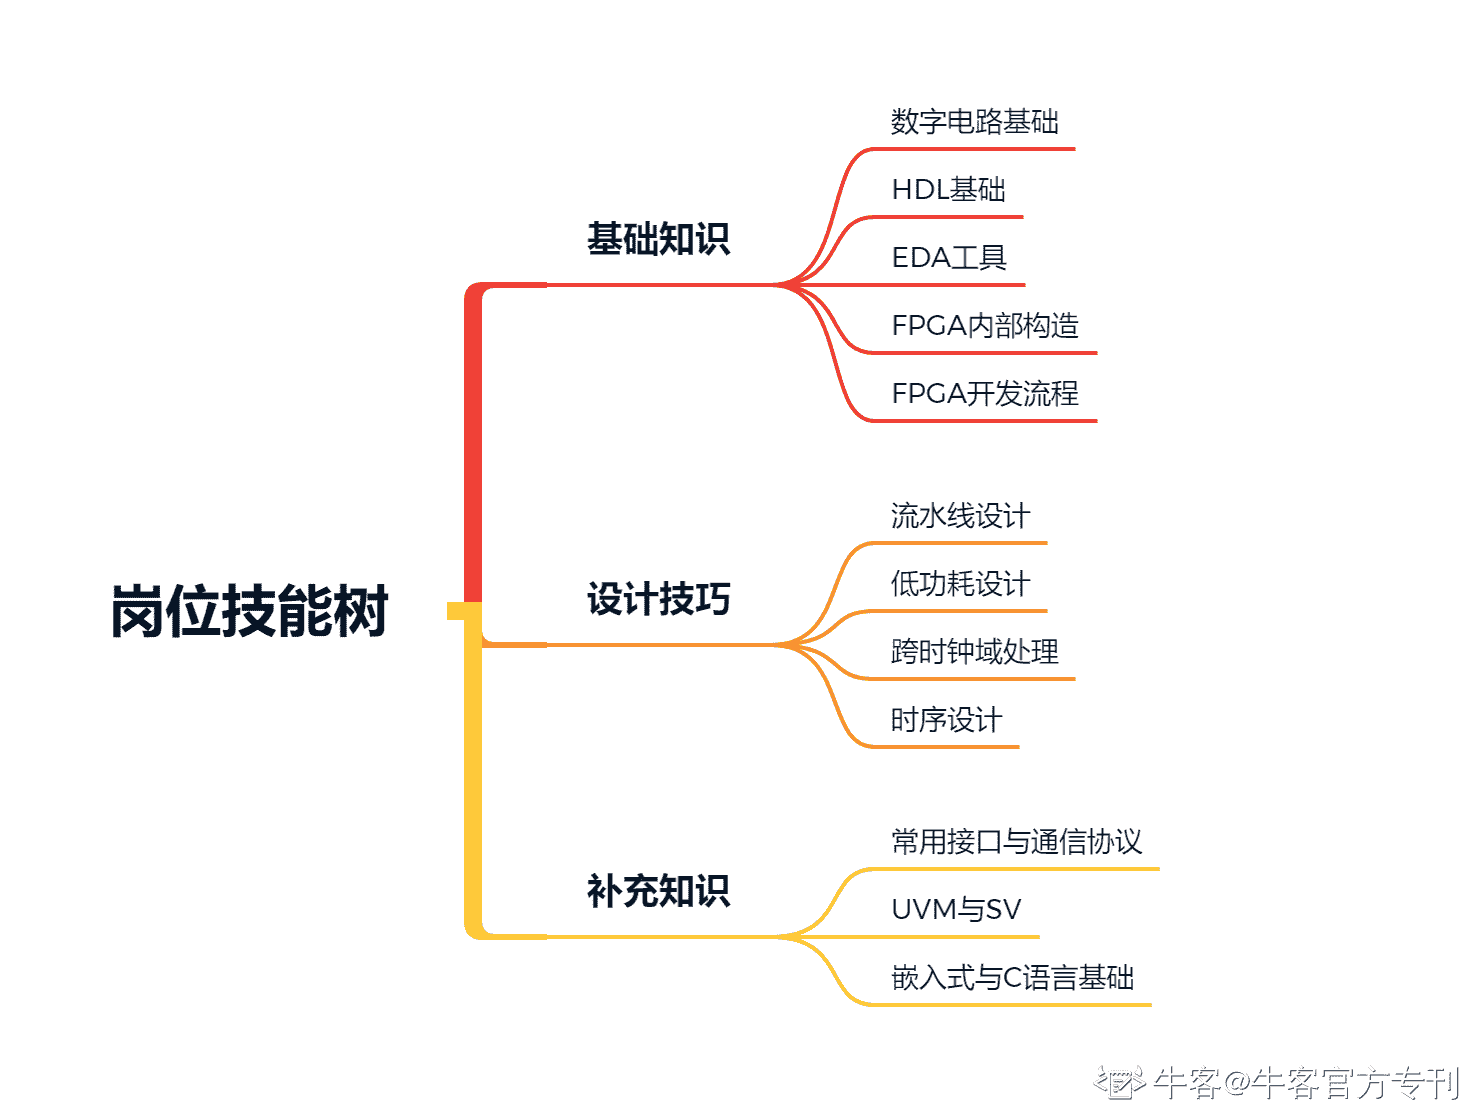 岗位技能树
基础知识
数字电路基础
HDL基础
EDA工具
FPGA内部构造
FPGA开发流程
设计技巧
流水线设计
低功耗设计
跨时钟域处理
时序设计
补充知识
常用接口与通信协议
UVM与SV
嵌入式与C语言基础
牛客@牛客官方专刊